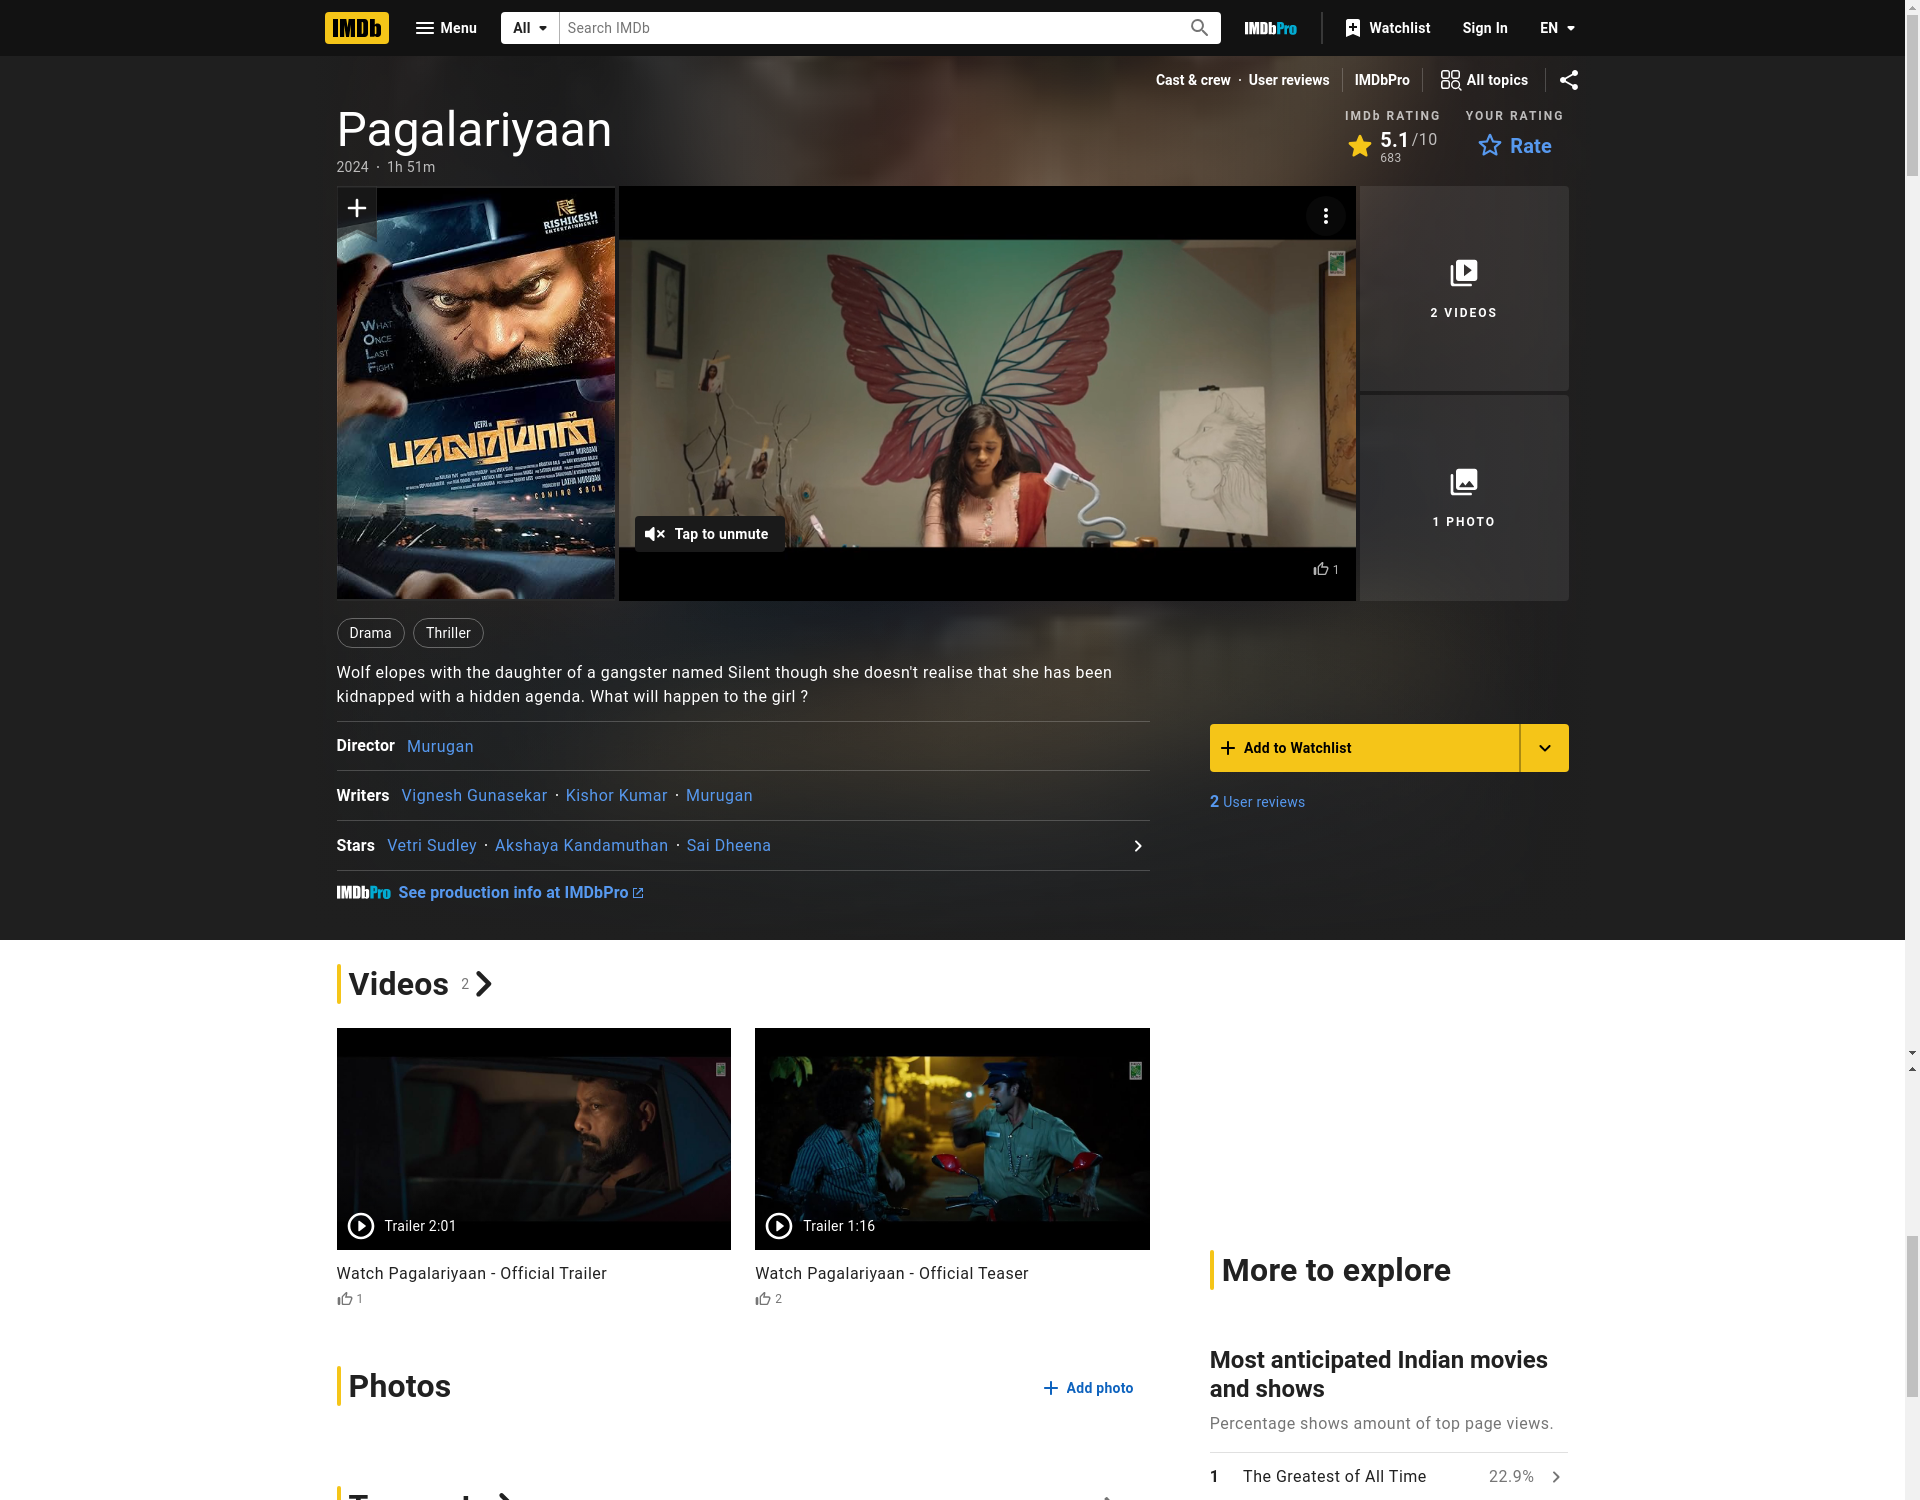 IMDb
Menu
All
Search IMDb
IMDbPro
Watchlist
Sign In
EN
Cast & crew · User reviews
IMDbPro
All topics
Pagalariyaan
2024 · 1h 51m
IMDb RATING
5.1/10
683
YOUR RATING
Rate
RISHIKESH
ENTERTAINMENTS
WHAT
ONCE
LAST
FIGHT
VETRI IN
பகலறியான்
COMING SOON
Tap to unmute
1
2 VIDEOS
1 PHOTO
Drama
Thriller
Wolf elopes with the daughter of a gangster named Silent though she doesn't realise that she has been
kidnapped with a hidden agenda. What will happen to the girl ?
Director Murugan
Writers Vignesh Gunasekar · Kishor Kumar · Murugan
Stars Vetri Sudley · Akshaya Kandamuthan · Sai Dheena
IMDbPro See production info at IMDbPro
Add to Watchlist
2 User reviews
Videos 2
Trailer 2:01
Watch Pagalariyaan - Official Trailer
1
Trailer 1:16
Watch Pagalariyaan - Official Teaser
2
Photos
Add photo
More to explore
Most anticipated Indian movies
and shows
Percentage shows amount of top page views.
1 The Greatest of All Time 22.9%